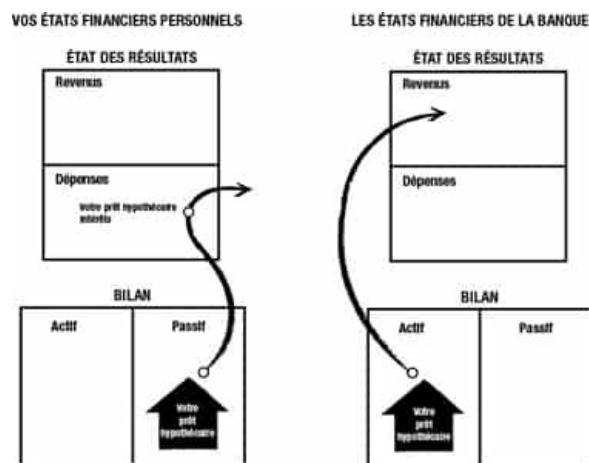 VOS ÉTATS FINANCIERS PERSONNELS
ÉTAT DES RÉSULTATS
Revenus
Dépenses
Votre prêt hypothécaire
intérêts
BILAN
Actif
Passif
Votre
prêt
hypothécaire
LES ÉTATS FINANCIERS DE LA BANQUE
ÉTAT DES RÉSULTATS
Revenus
Dépenses
BILAN
Actif
Passif
Votre
prêt
hypothécaire